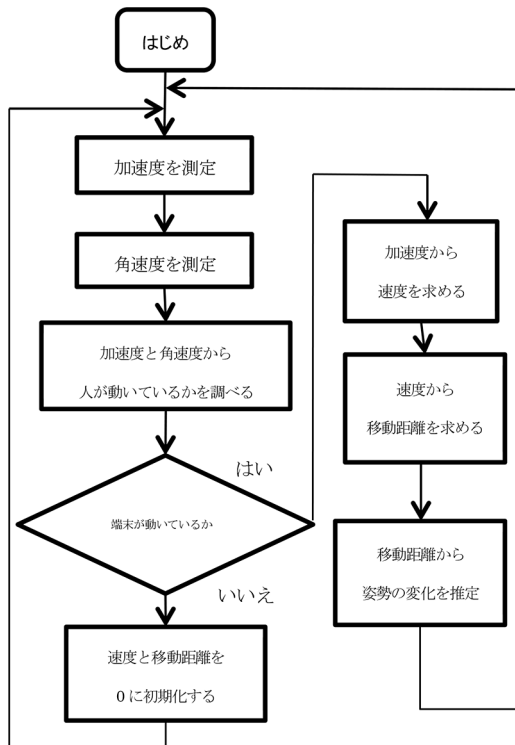 はじめ
加速度を測定
角速度を測定
加速度と角速度から
人が動いているかを調べる
端末が動いているか
はい
いいえ
速度と移動距離を
0に初期化する
加速度から
速度を求める
速度から
移動距離を求める
移動距離から
姿勢の変化を推定